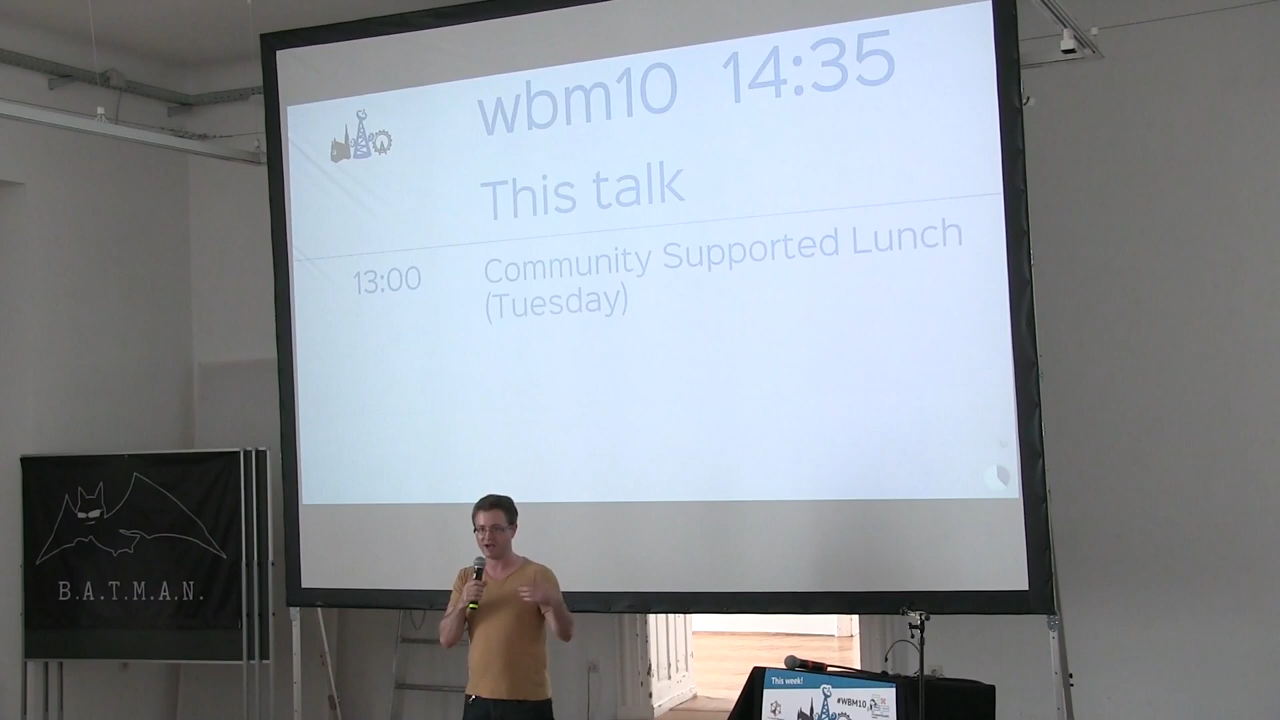 wbm10 14:35
This talk
13:00 Community Supported Lunch
(Tuesday)
B.A.T.M.A.N.
This week!
#WBM10